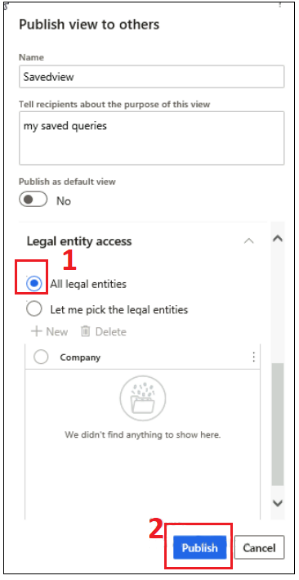 Publish view to others
Name
Savedview
Tell recipients about the purpose of this view
my saved queries
Publish as default view
No
Legal entity access
1
All legal entities
Let me pick the legal entities
New Delete
Company
We didn't find anything to show here.
2
Publish Cancel